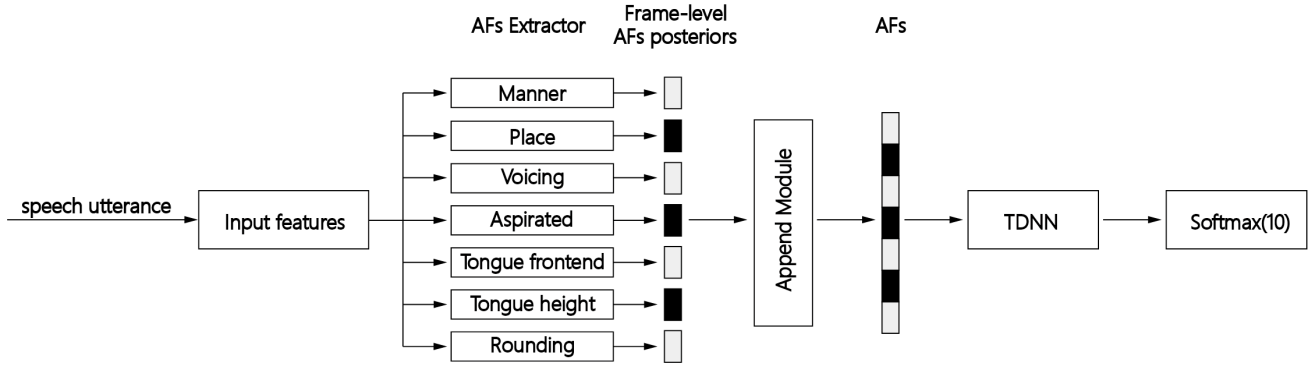 AFs Extractor
Frame-level
AFs posteriors
AFs
Manner
Place
Voicing
Aspirated
Tongue frontend
Tongue height
Rounding
speech utterance
Input features
Append Module
TDNN
Softmax(10)